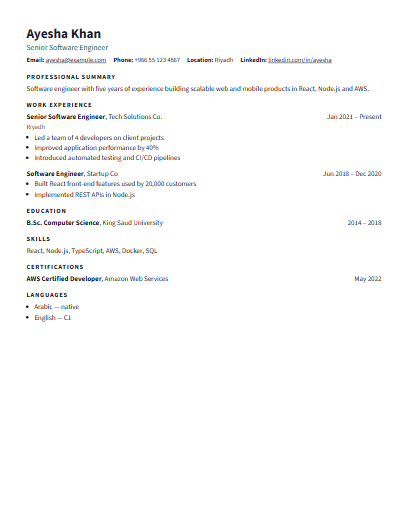 Ayesha Khan
Senior Software Engineer
Email: ayesha@example.com Phone: +966 55 123 4567 Location: Riyadh LinkedIn: linkedin.com/in/ayesha
PROFESSIONAL SUMMARY
Software engineer with five years of experience building scalable web and mobile products in React, Node.js and AWS.
WORK EXPERIENCE
Senior Software Engineer, Tech Solutions Co. Jan 2021 – Present
Riyadh
• Led a team of 4 developers on client projects
• Improved application performance by 40%
• Introduced automated testing and CI/CD pipelines
Software Engineer, Startup Co Jun 2018 – Dec 2020
• Built React front-end features used by 20,000 customers
• Implemented REST APIs in Node.js
EDUCATION
B.Sc. Computer Science, King Saud University 2014 – 2018
SKILLS
React, Node.js, TypeScript, AWS, Docker, SQL
CERTIFICATIONS
AWS Certified Developer, Amazon Web Services May 2022
LANGUAGES
• Arabic — native
• English — C1